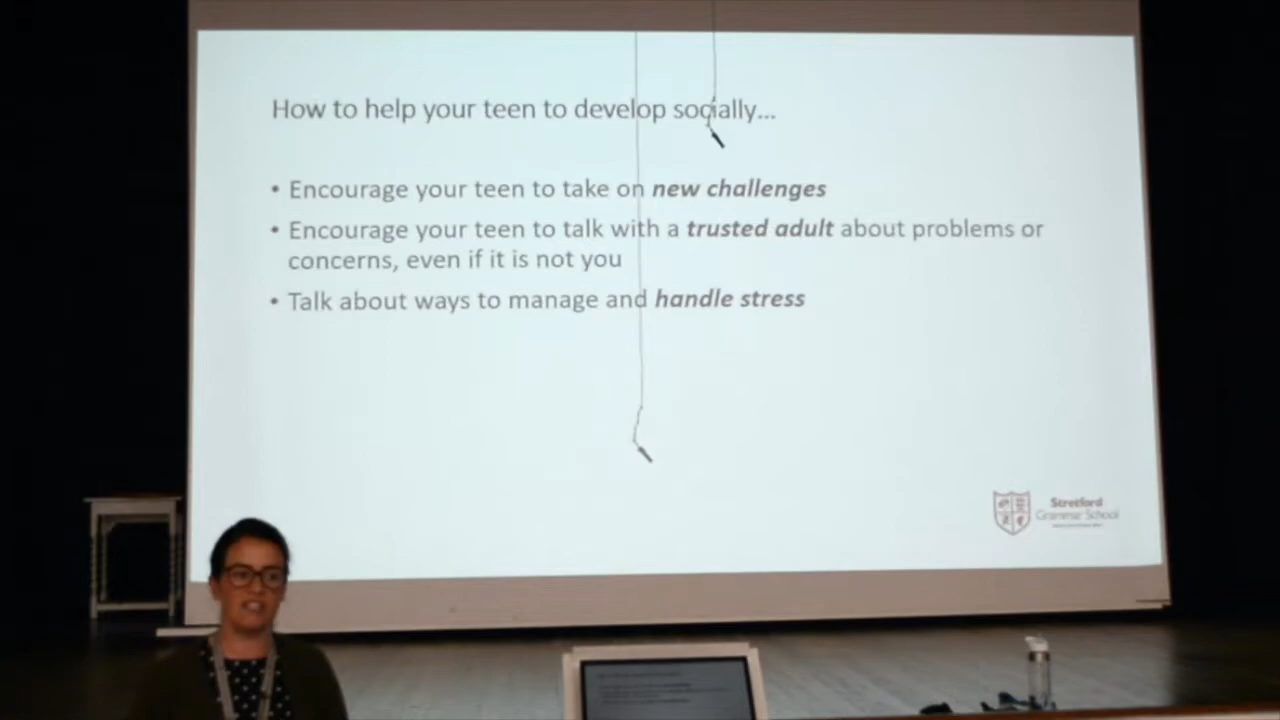 How to help your teen to develop socially...
• Encourage your teen to take on new challenges
• Encourage your teen to talk with a trusted adult about problems or
concerns, even if it is not you
• Talk about ways to manage and handle stress
Stretford
Grammar School